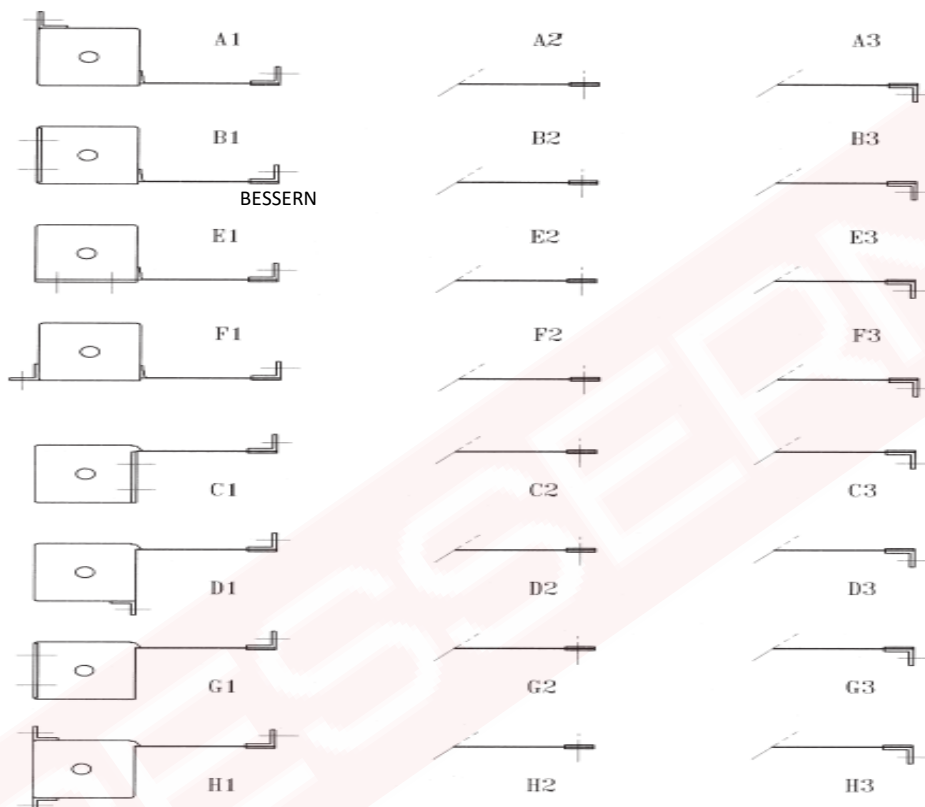 A1 A2 A3
B1 B2 B3
BESSERN
E1 E2 E3
F1 F2 F3
C1 C2 C3
D1 D2 D3
G1 G2 G3
H1 H2 H3
BESSERN